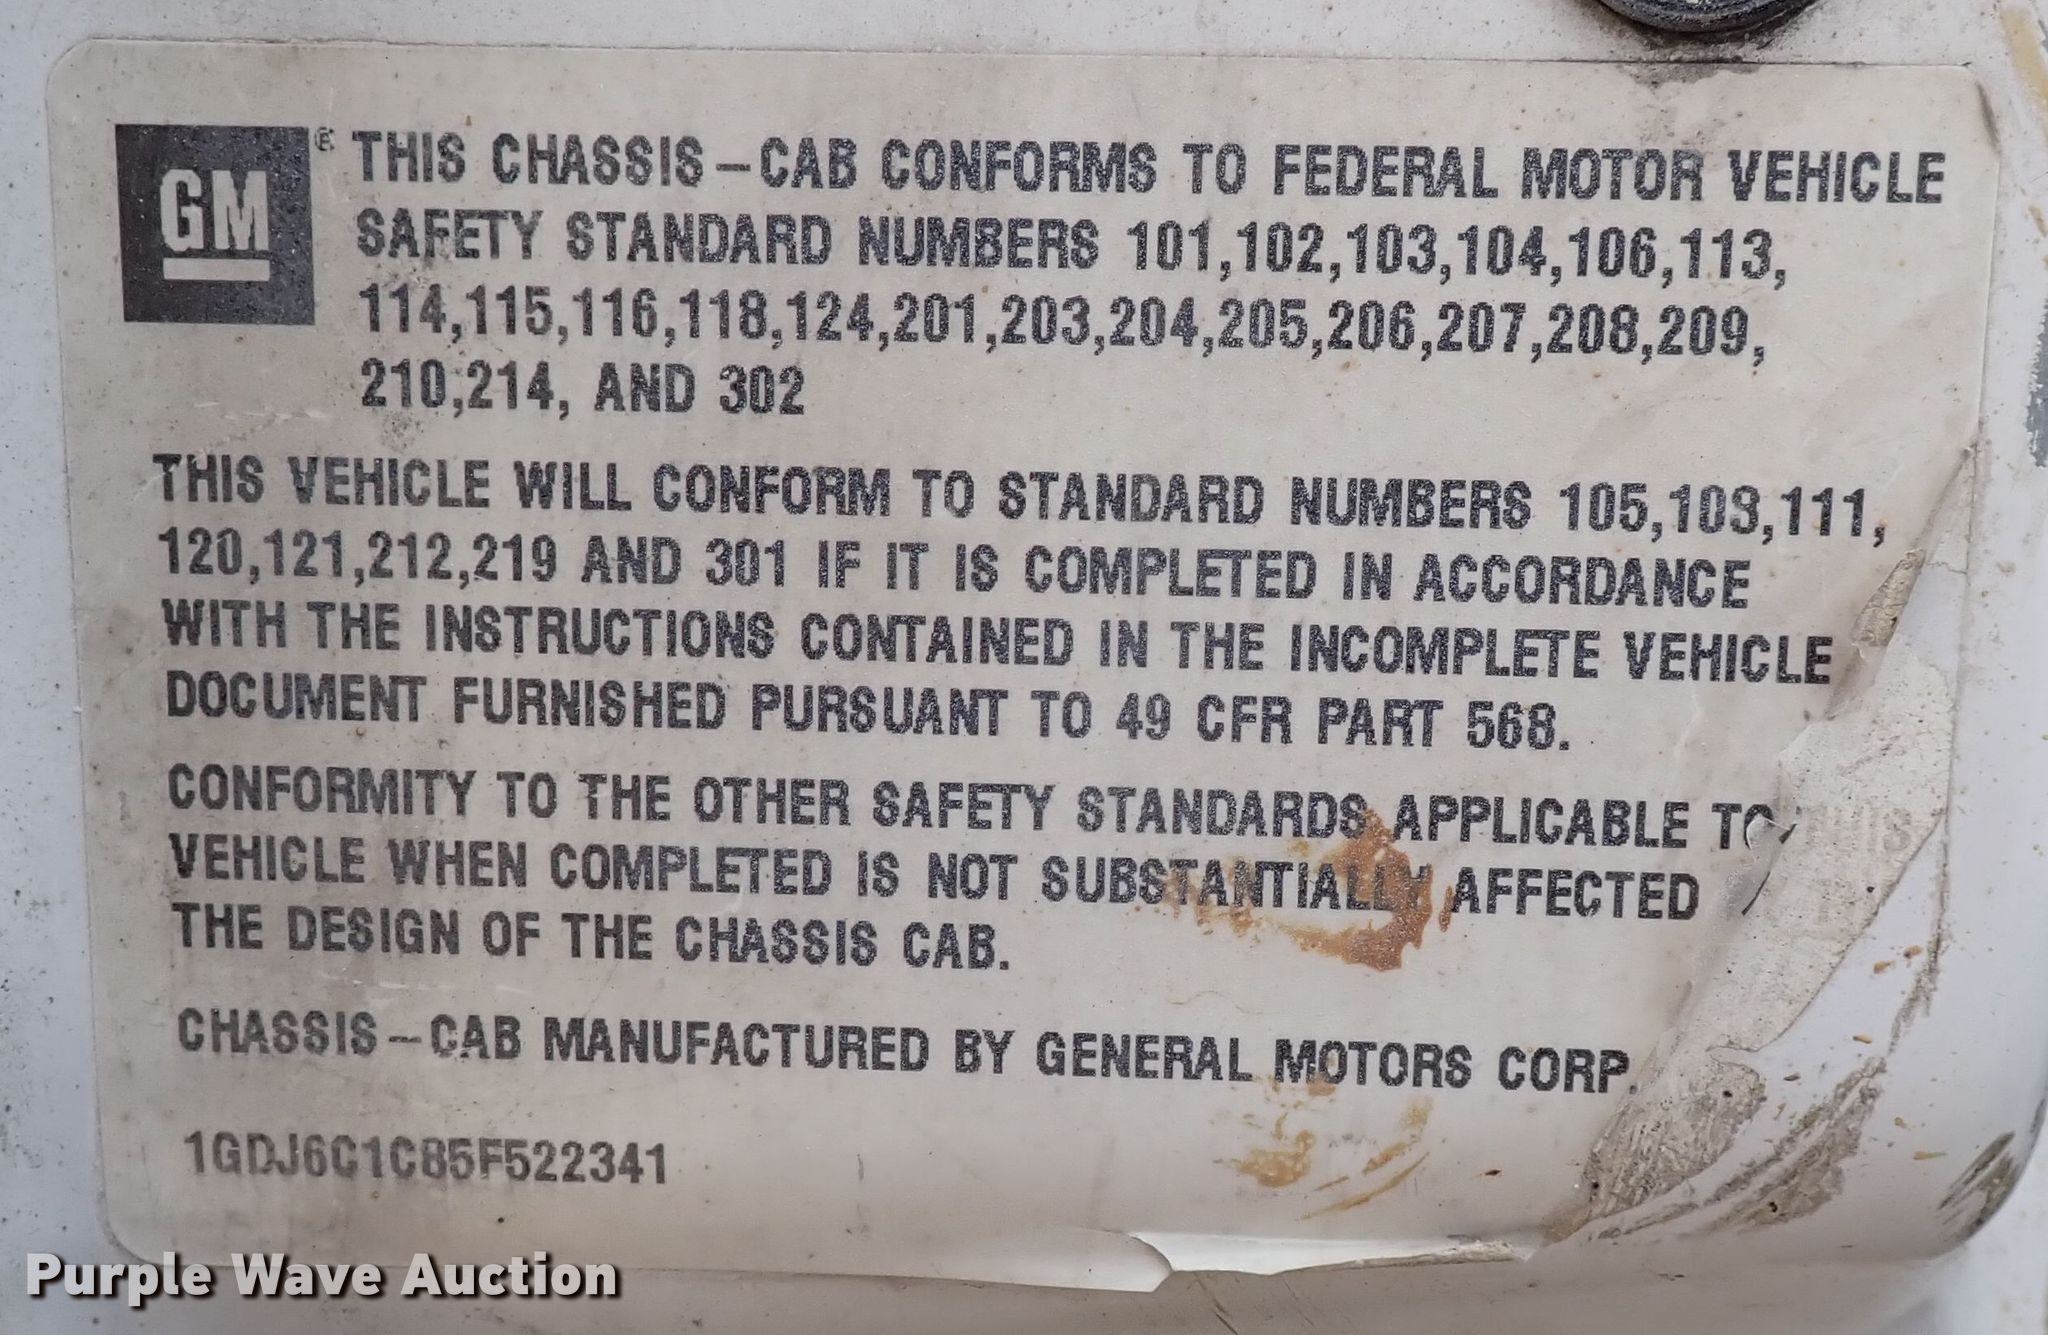 GM
® THIS CHASSIS-CAB CONFORMS TO FEDERAL MOTOR VEHICLE
SAFETY STANDARD NUMBERS 101,102,103,104,106,113,
114,115,116,118,124,201,203,204,205,206,207,208,209,
210,214, AND 302
THIS VEHICLE WILL CONFORM TO STANDARD NUMBERS 105,108,111,
120,121,212,219 AND 301 IF IT IS COMPLETED IN ACCORDANCE
WITH THE INSTRUCTIONS CONTAINED IN THE INCOMPLETE VEHICLE
DOCUMENT FURNISHED PURSUANT TO 49 CFR PART 568.
CONFORMITY TO THE OTHER SAFETY STANDARDS APPLICABLE TO THIS
VEHICLE WHEN COMPLETED IS NOT SUBSTANTIALLY AFFECTED
THE DESIGN OF THE CHASSIS CAB.
CHASSIS-CAB MANUFACTURED BY GENERAL MOTORS CORP.
1GDJ6C1C85F522341
Purple Wave Auction